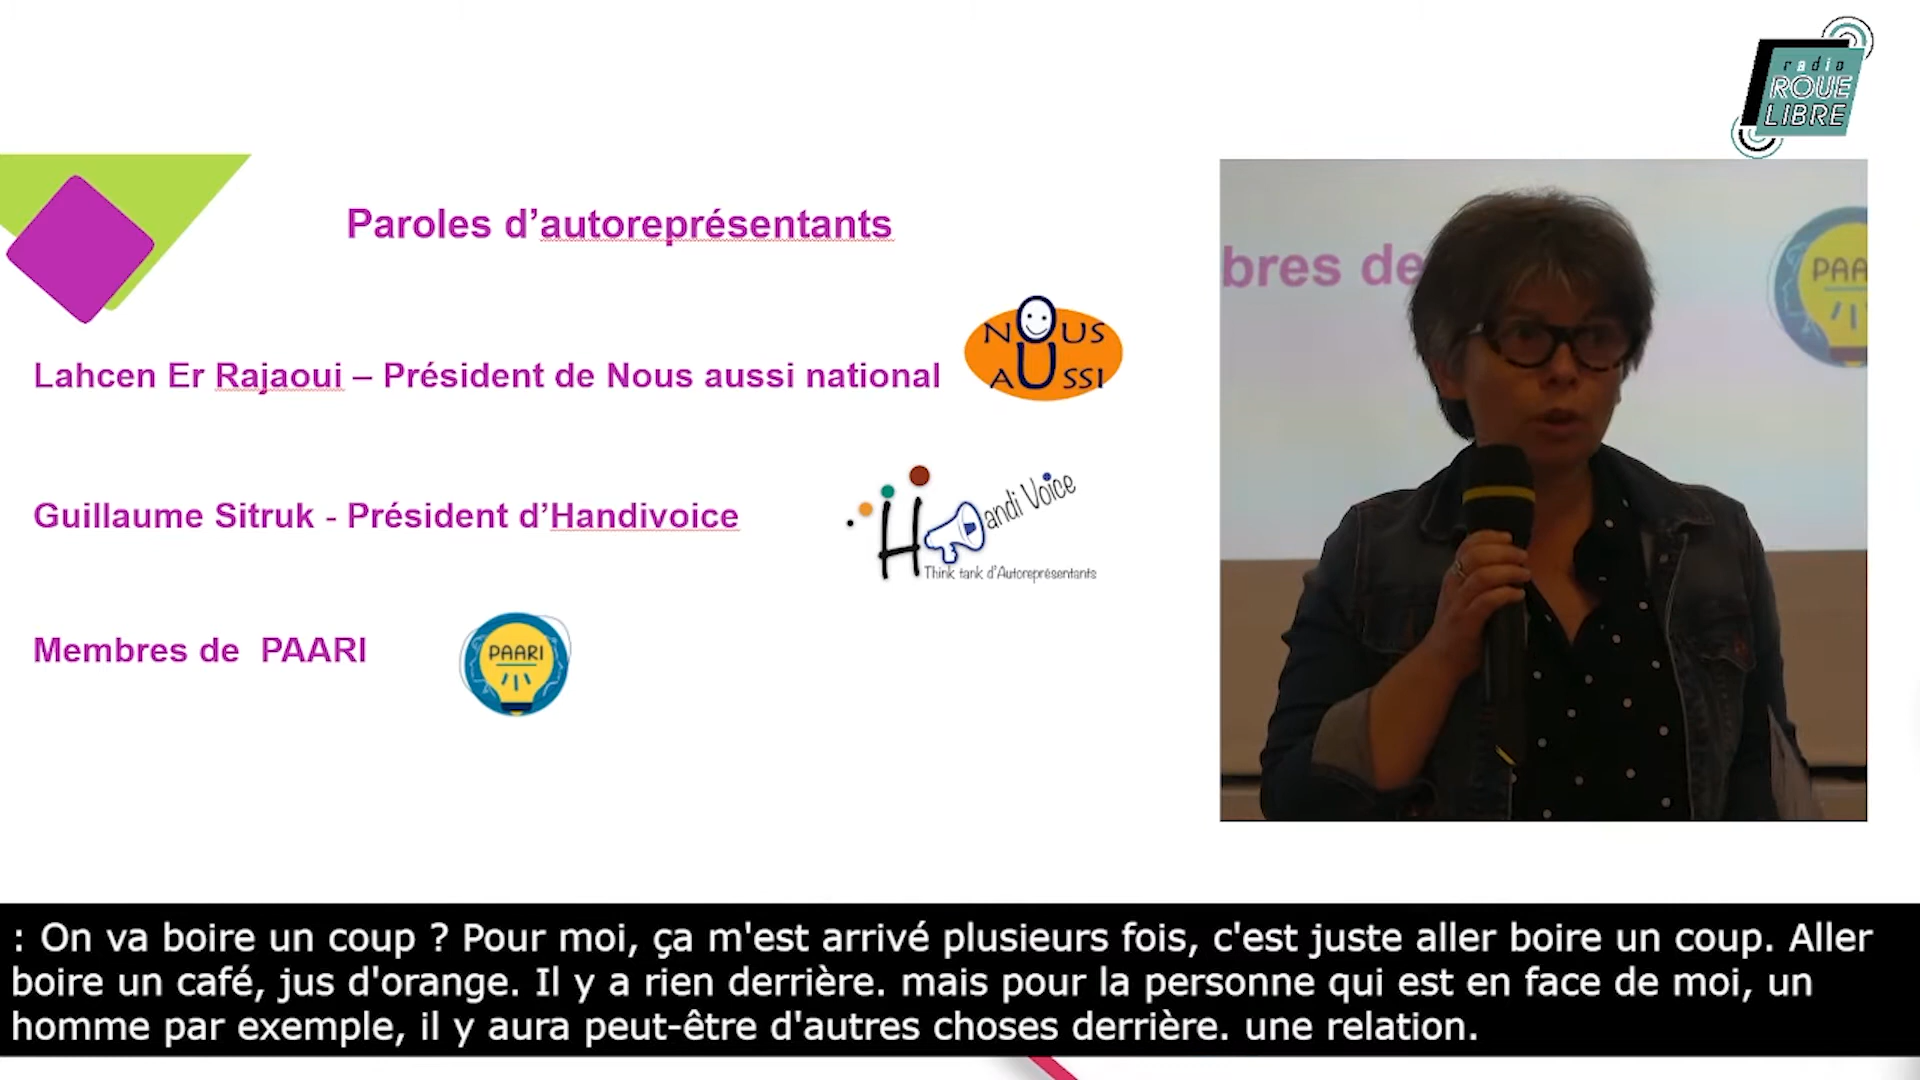 radio
ROUE
LIBRE
Paroles d’autoreprésentants
Lahcen Er Rajaoui – Président de Nous aussi national
NOUS
AUSSI
Guillaume Sitruk - Président d’Handivoice
Handi Voice
Think tank d'Autoreprésentants
Membres de  PAARI
PAARI
bres de
PAA
: On va boire un coup ? Pour moi, ça m'est arrivé plusieurs fois, c'est juste aller boire un coup. Aller
boire un café, jus d'orange. Il y a rien derrière. mais pour la personne qui est en face de moi, un
homme par exemple, il y aura peut-être d'autres choses derrière. une relation.